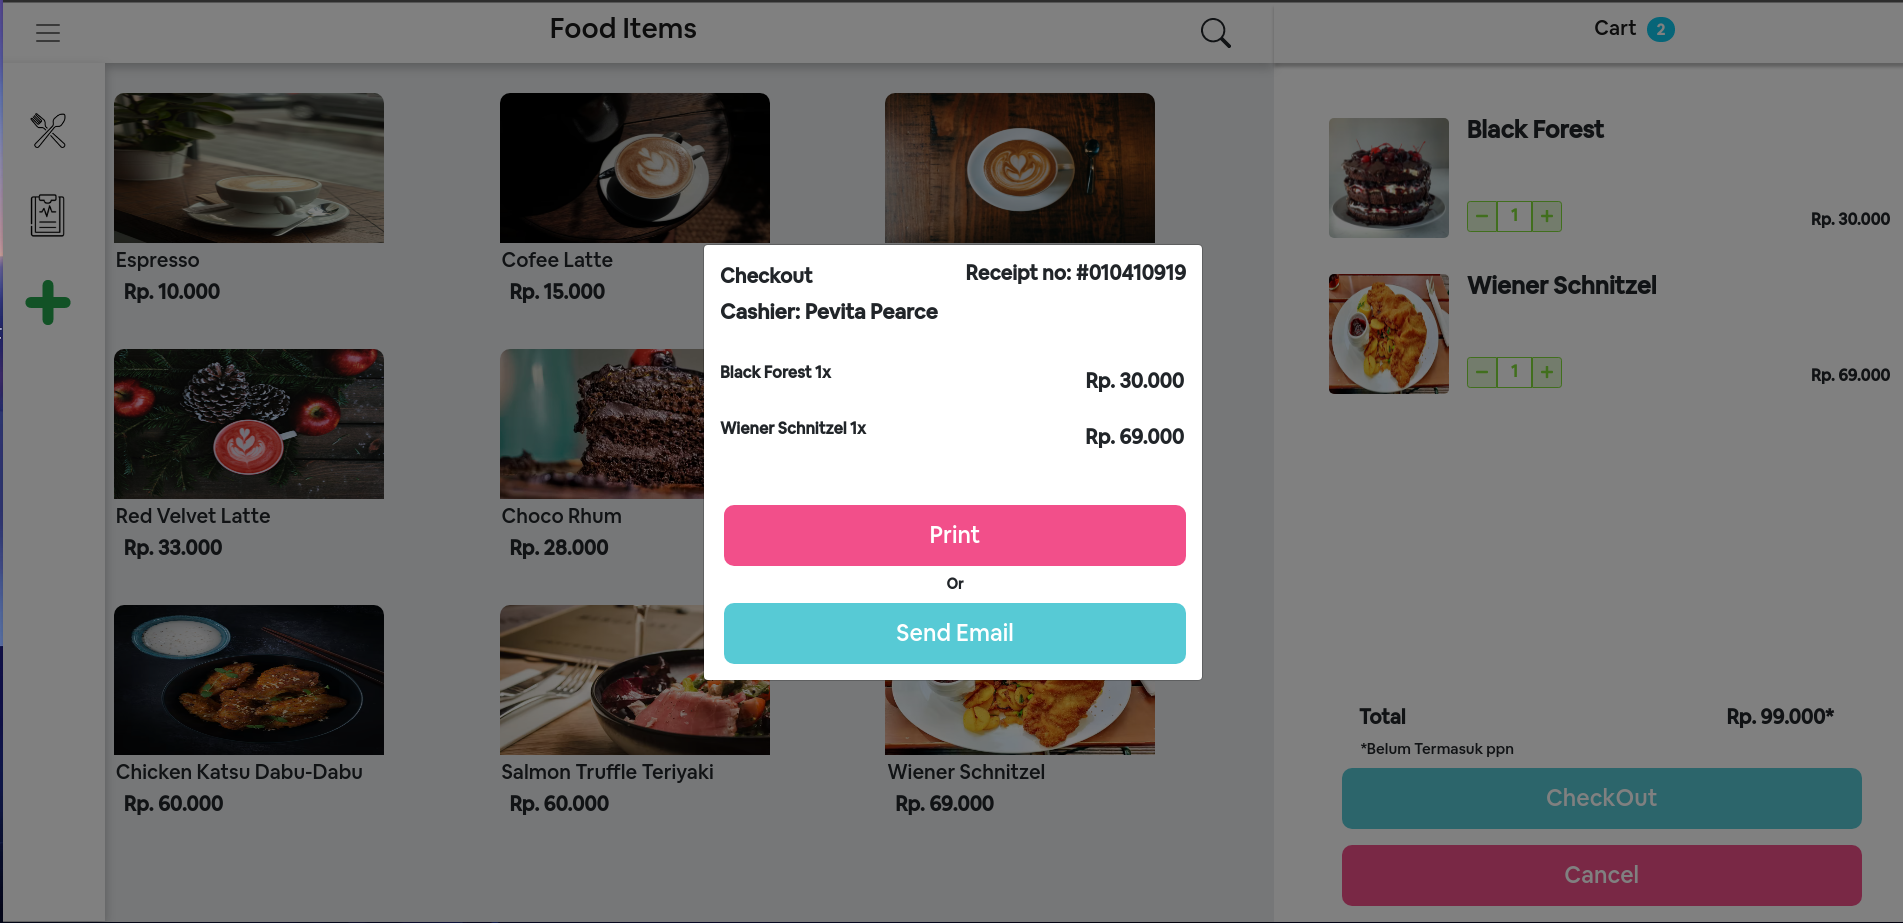 Food Items
Cart 2
Espresso
Rp. 10.000
Cofee Latte
Rp. 15.000
Red Velvet Latte
Rp. 33.000
Choco Rhum
Rp. 28.000
Chicken Katsu Dabu-Dabu
Rp. 60.000
Salmon Truffle Teriyaki
Rp. 60.000
Wiener Schnitzel
Rp. 69.000
Checkout
Receipt no: #010410919
Cashier: Pevita Pearce
Black Forest 1x
Rp. 30.000
Wiener Schnitzel 1x
Rp. 69.000
Print
Or
Send Email
Black Forest
− 1 +
Rp. 30.000
Wiener Schnitzel
− 1 +
Rp. 69.000
Total
Rp. 99.000*
*Belum Termasuk ppn
CheckOut
Cancel